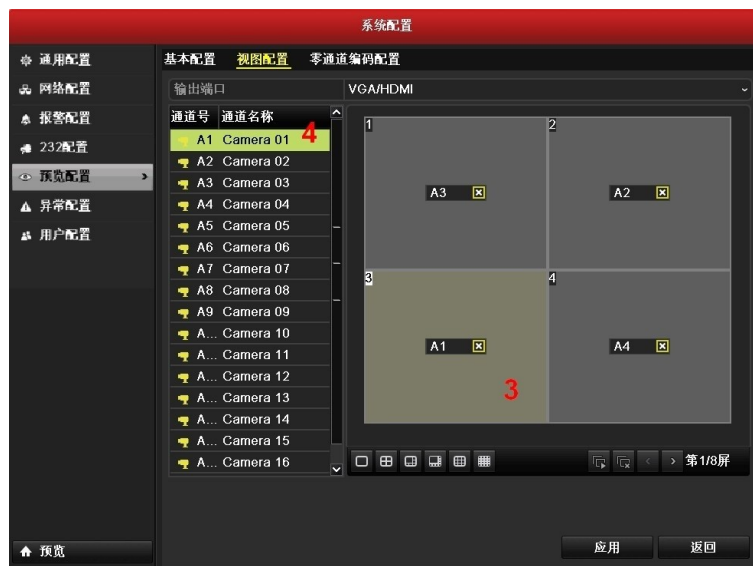 系统配置
通用配置
网络配置
报警配置
232配置
预览配置
异常配置
用户配置
预览
基本配置 视图配置 零通道编码配置
输出端口 VGA/HDMI
通道号 通道名称
A1 Camera 01 4
A2 Camera 02
A3 Camera 03
A4 Camera 04
A5 Camera 05
A6 Camera 06
A7 Camera 07
A8 Camera 08
A9 Camera 09
A... Camera 10
A... Camera 11
A... Camera 12
A... Camera 13
A... Camera 14
A... Camera 15
A... Camera 16
1 2
A3 A2
3 4
A1 A4
3
第1/8屏
应用 返回